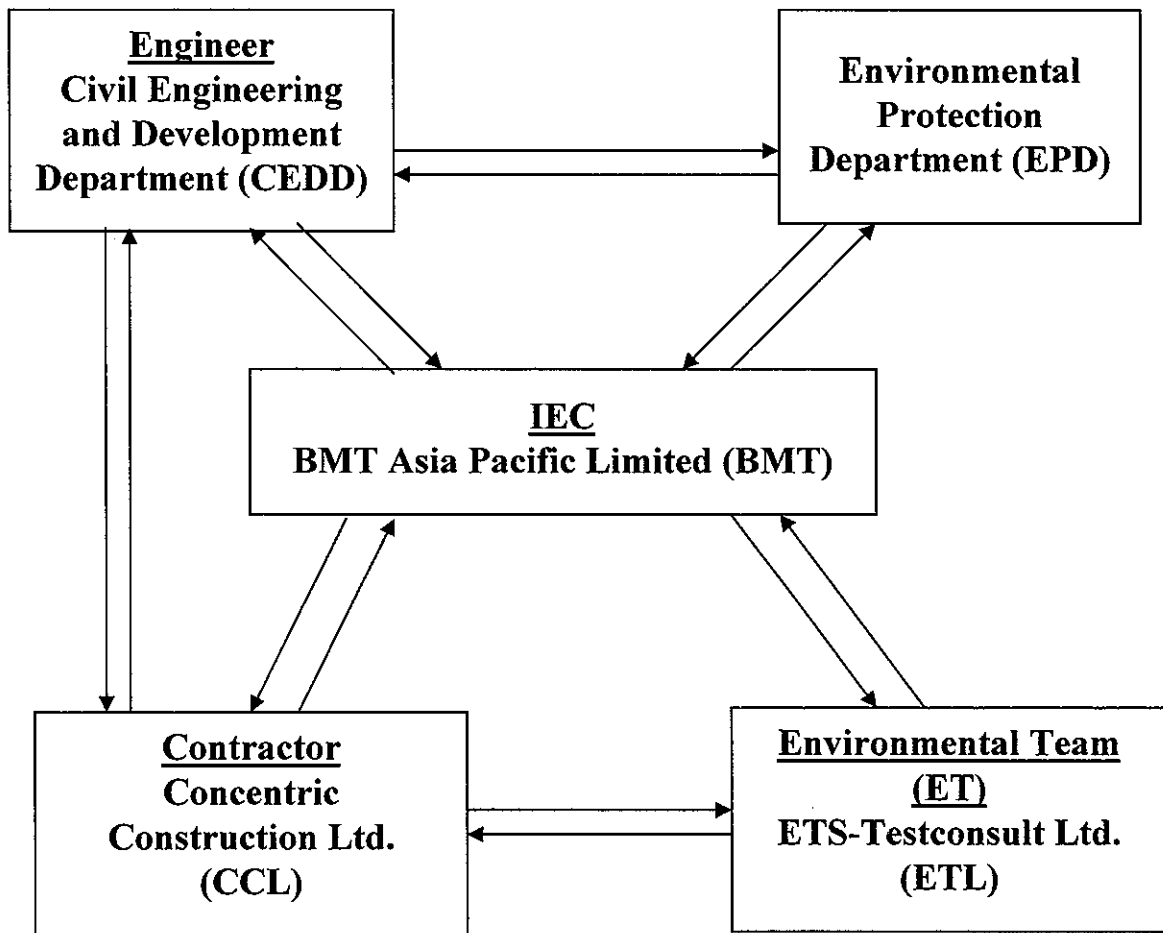 Engineer
Civil Engineering
and Development
Department (CEDD)
Environmental
Protection
Department (EPD)
IEC
BMT Asia Pacific Limited (BMT)
Contractor
Concentric
Construction Ltd.
(CCL)
Environmental Team
(ET)
ETS-Testconsult Ltd.
(ETL)